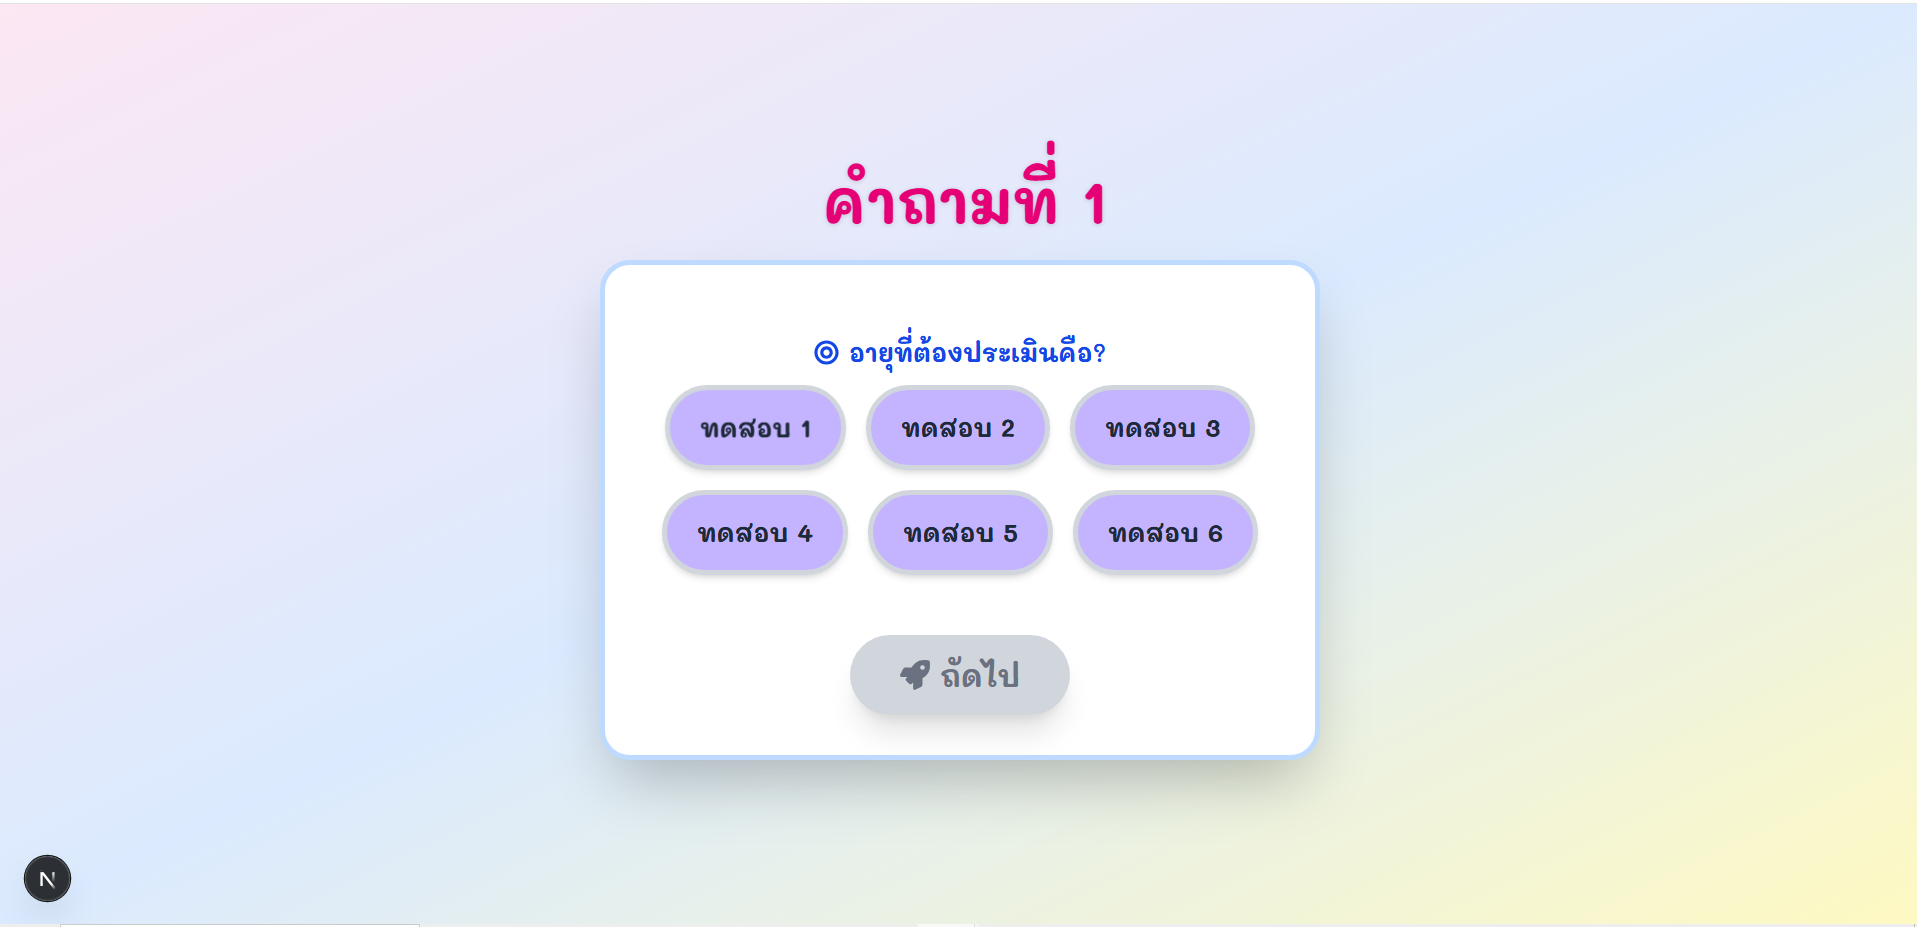 คำถามที่ 1
อายุที่ต้องประเมินคือ?
ทดสอบ 1 ทดสอบ 2 ทดสอบ 3
ทดสอบ 4 ทดสอบ 5 ทดสอบ 6
ถัดไป
N